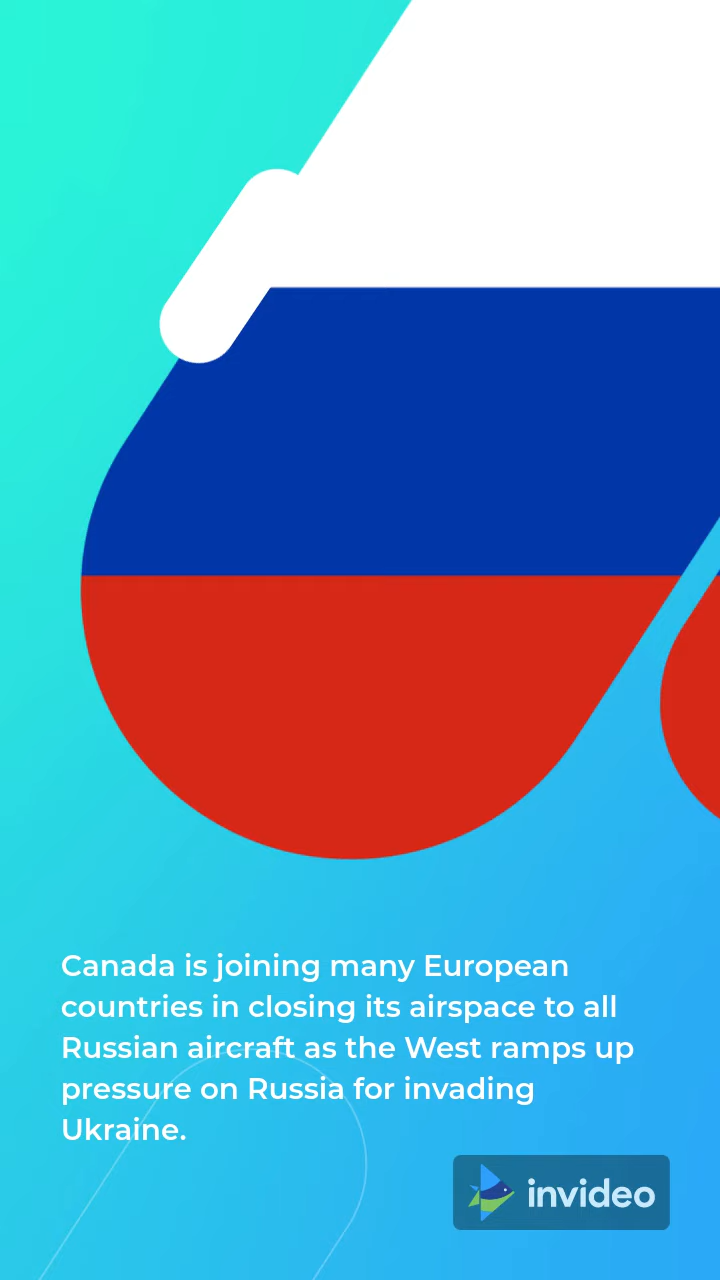 Canada is joining many European
countries in closing its airspace to all
Russian aircraft as the West ramps up
pressure on Russia for invading
Ukraine.
invideo